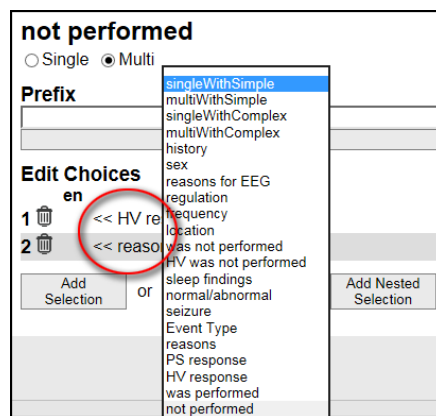 not performed
Single Multi
Prefix
singleWithSimple
multiWithSimple
singleWithComplex
multiWithComplex
history
sex
reasons for EEG
regulation
frequency
location
was not performed
HV was not performed
sleep findings
normal/abnormal
seizure
Event Type
reasons
PS response
HV response
was performed
not performed
Edit Choices
en
1 << HV re
2 << reaso
Add Selection or
Add Nested Selection